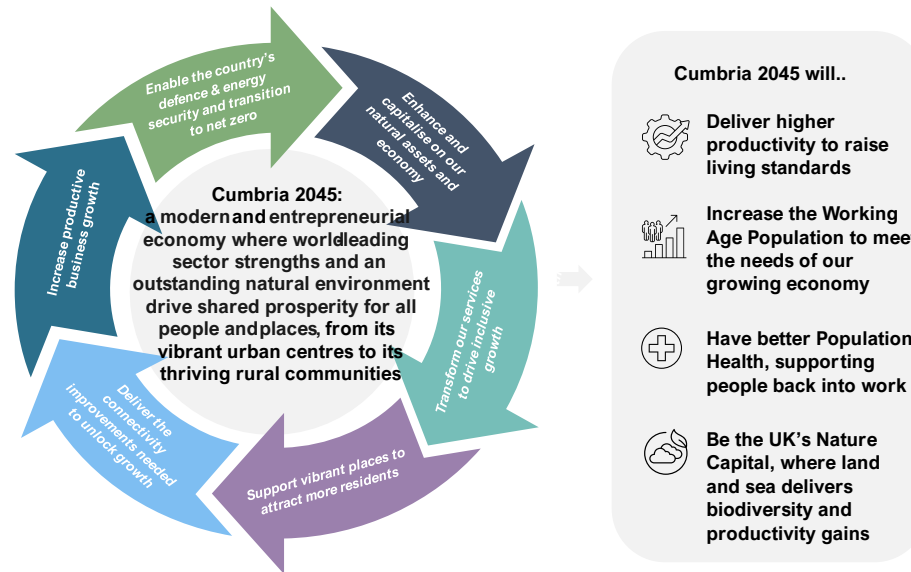 Enable the country's
defence & energy
security and transition
to net zero
Enhance and
capitalise on our
natural assets and
economy
Transform our services
to drive inclusive
growth
Support vibrant places to
attract more residents
Deliver the
connectivity
improvements needed
to unlock growth
Increase productive
business growth
Cumbria 2045:
a modern and entrepreneurial
economy where worldleading
sector strengths and an
outstanding natural environment
drive shared prosperity for all
people and places, from its
vibrant urban centres to its
thriving rural communities
Cumbria 2045 will..
Deliver higher
productivity to raise
living standards
Increase the Working
Age Population to meet
the needs of our
growing economy
Have better Population
Health, supporting
people back into work
Be the UK's Nature
Capital, where land
and sea delivers
biodiversity and
productivity gains